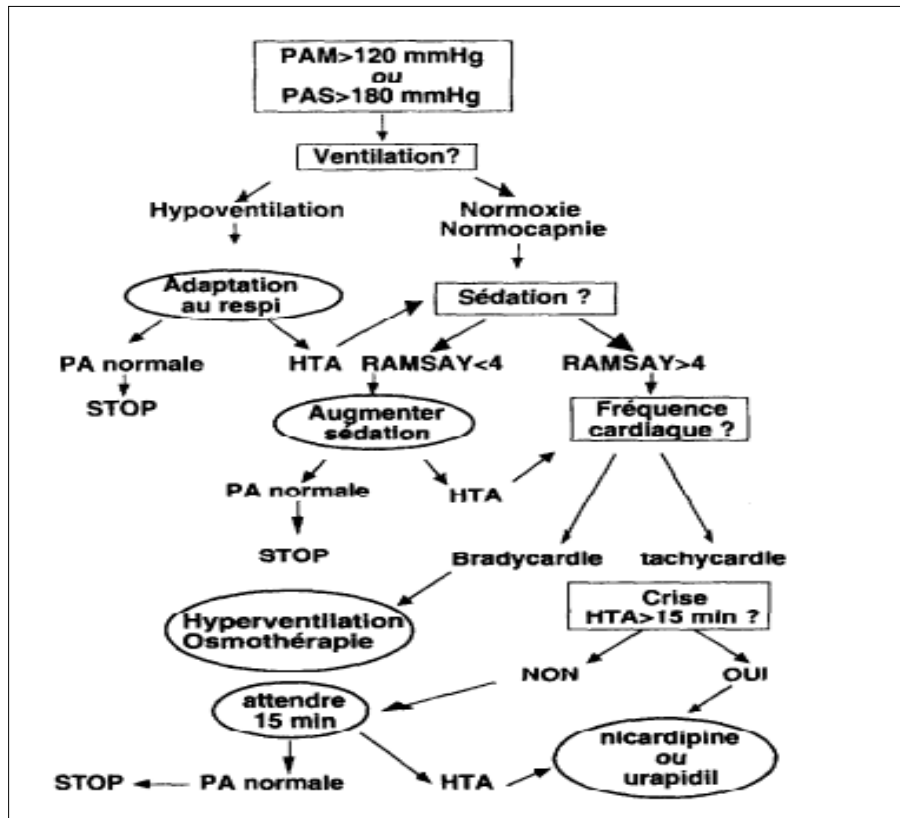 PAM>120 mmHg
ou
PAS>180 mmHg
Ventilation?
Hypoventilation
Normoxie
Normocapnie
Adaptation
au respi
Sédation ?
PA normale
HTA
RAMSAY<4
RAMSAY>4
STOP
Augmenter
sédation
Fréquence
cardiaque ?
PA normale
HTA
STOP
Bradycardie
tachycardie
Hyperventilation
Osmothérapie
Crise
HTA>15 min ?
NON
OUI
attendre
15 min
nicardipine
ou
urapidil
STOP
PA normale
HTA